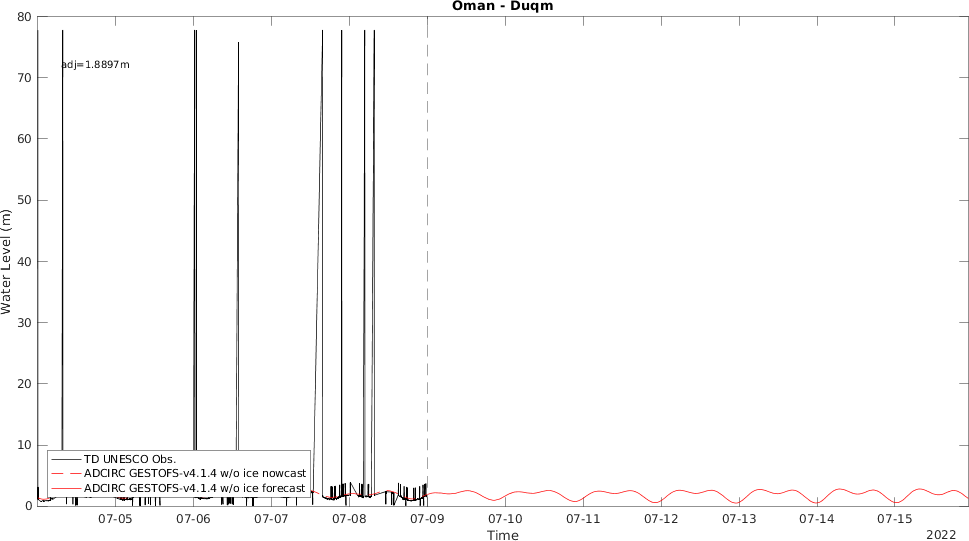 Oman - Duqm
80
70
60
50
40
30
20
10
0
Water Level (m)
adj=1.8897m
TD UNESCO Obs.
ADCIRC GESTOFS-v4.1.4 w/o ice nowcast
ADCIRC GESTOFS-v4.1.4 w/o ice forecast
07-05 07-06 07-07 07-08 07-09 07-10 07-11 07-12 07-13 07-14 07-15
Time
2022